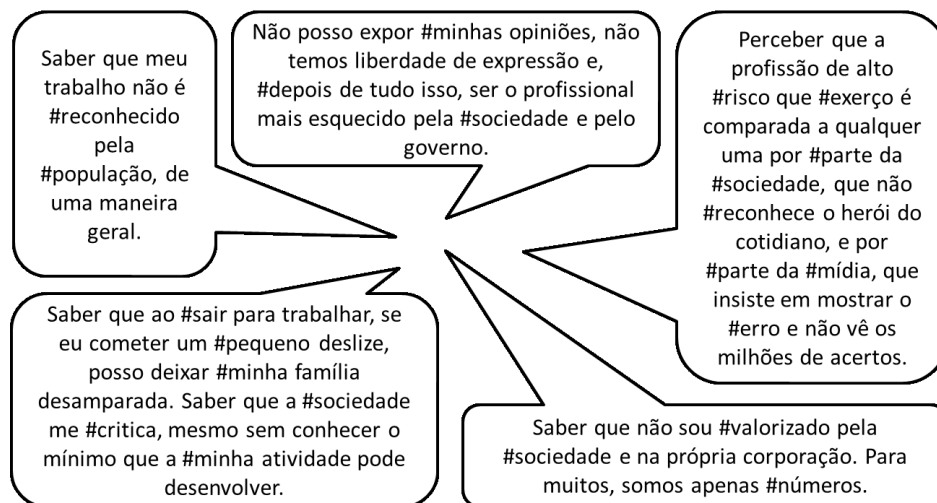 Saber que meu
trabalho não é
#reconhecido
pela
#população, de
uma maneira
geral.
Não posso expor #minhas opiniões, não
temos liberdade de expressão e,
#depois de tudo isso, ser o profissional
mais esquecido pela #sociedade e pelo
governo.
Perceber que a
profissão de alto
#risco que #exerço é
comparada a qualquer
uma por #parte da
#sociedade, que não
#reconhece o herói do
cotidiano, e por
#parte da #mídia, que
insiste em mostrar o
#erro e não vê os
milhões de acertos.
Saber que ao #sair para trabalhar, se
eu cometer um #pequeno deslize,
posso deixar #minha família
desamparada. Saber que a #sociedade
me #critica, mesmo sem conhecer o
mínimo que a #minha atividade pode
desenvolver.
Saber que não sou #valorizado pela
#sociedade e na própria corporação. Para
muitos, somos apenas #números.